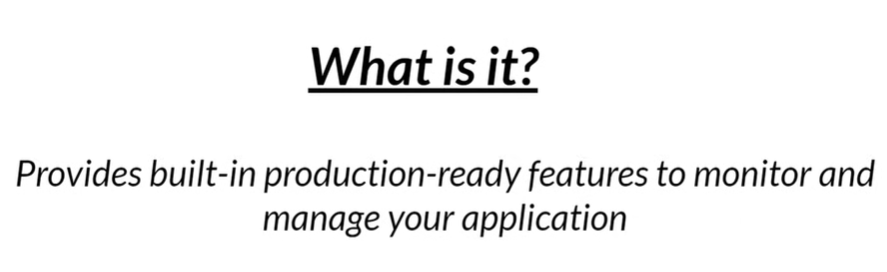 What is it?
Provides built-in production-ready features to monitor and
manage your application